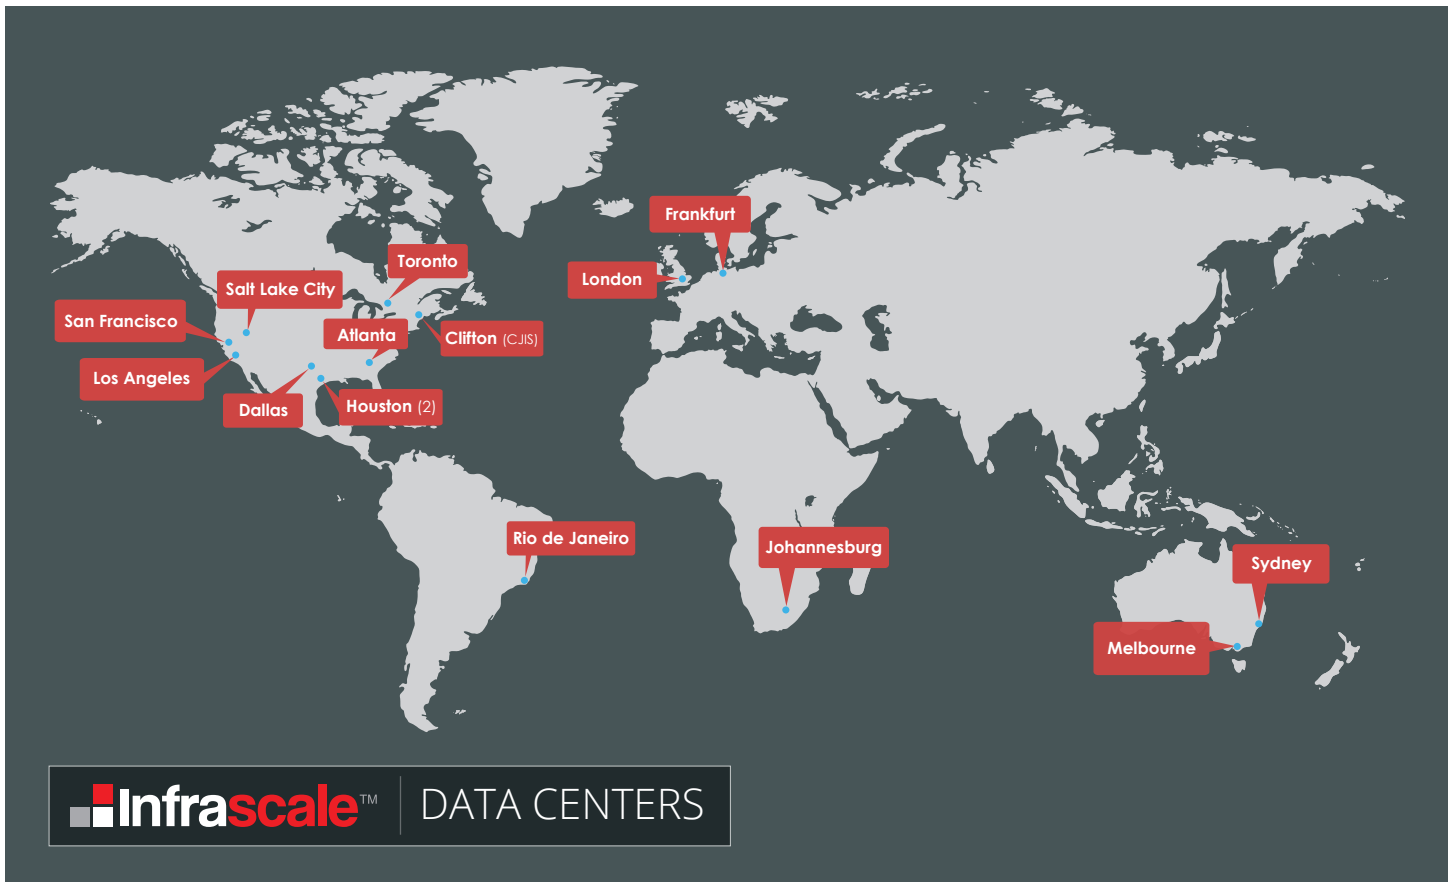 Frankfurt
Toronto
London
Salt Lake City
San Francisco
Atlanta
Clifton (CJIS)
Los Angeles
Dallas
Houston (2)
Rio de Janeiro
Johannesburg
Sydney
Melbourne
Infrascale™ DATA CENTERS